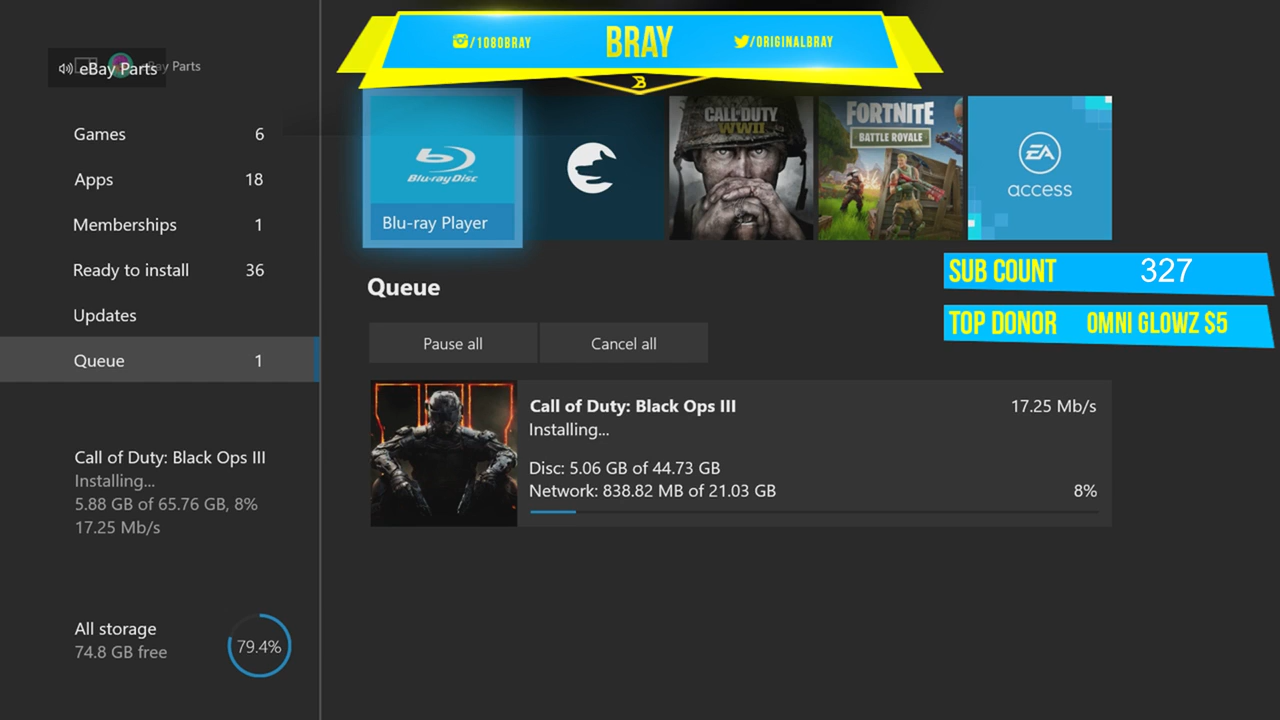 /1080BRAY
BRAY
/ORIGINALBRAY
eBay Parts
ay Parts
Games 6
Apps 18
Memberships 1
Ready to install 36
Updates
Queue 1
Call of Duty: Black Ops III
Installing...
5.88 GB of 65.76 GB, 8%
17.25 Mb/s
All storage
74.8 GB free
79.4%
Blu-ray Disc
Blu-ray Player
CALL OF DUTY
WWII
FORTNITE
BATTLE ROYALE
EA
access
SUB COUNT 327
TOP DONOR OMNI GLOWZ $5
Queue
Pause all Cancel all
Call of Duty: Black Ops III 17.25 Mb/s
Installing...
Disc: 5.06 GB of 44.73 GB
Network: 838.82 MB of 21.03 GB 8%